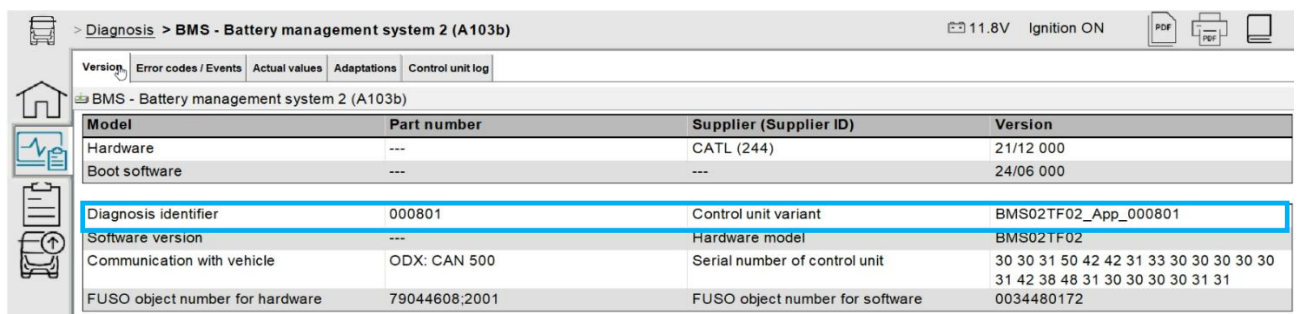 > Diagnosis > BMS - Battery management system 2 (A103b) 11.8V Ignition ON PDF PDF
Version Error codes / Events Actual values Adaptations Control unit log
BMS - Battery management system 2 (A103b)
Model Part number Supplier (Supplier ID) Version
Hardware --- CATL (244) 21/12 000
Boot software --- --- 24/06 000
Diagnosis identifier 000801 Control unit variant BMS02TF02_App_000801
Software version --- Hardware model BMS02TF02
Communication with vehicle ODX: CAN 500 Serial number of control unit 30 30 31 50 42 42 31 33 30 30 30 30 30
31 42 38 48 31 30 30 30 30 31 31
FUSO object number for hardware 79044608;2001 FUSO object number for software 0034480172